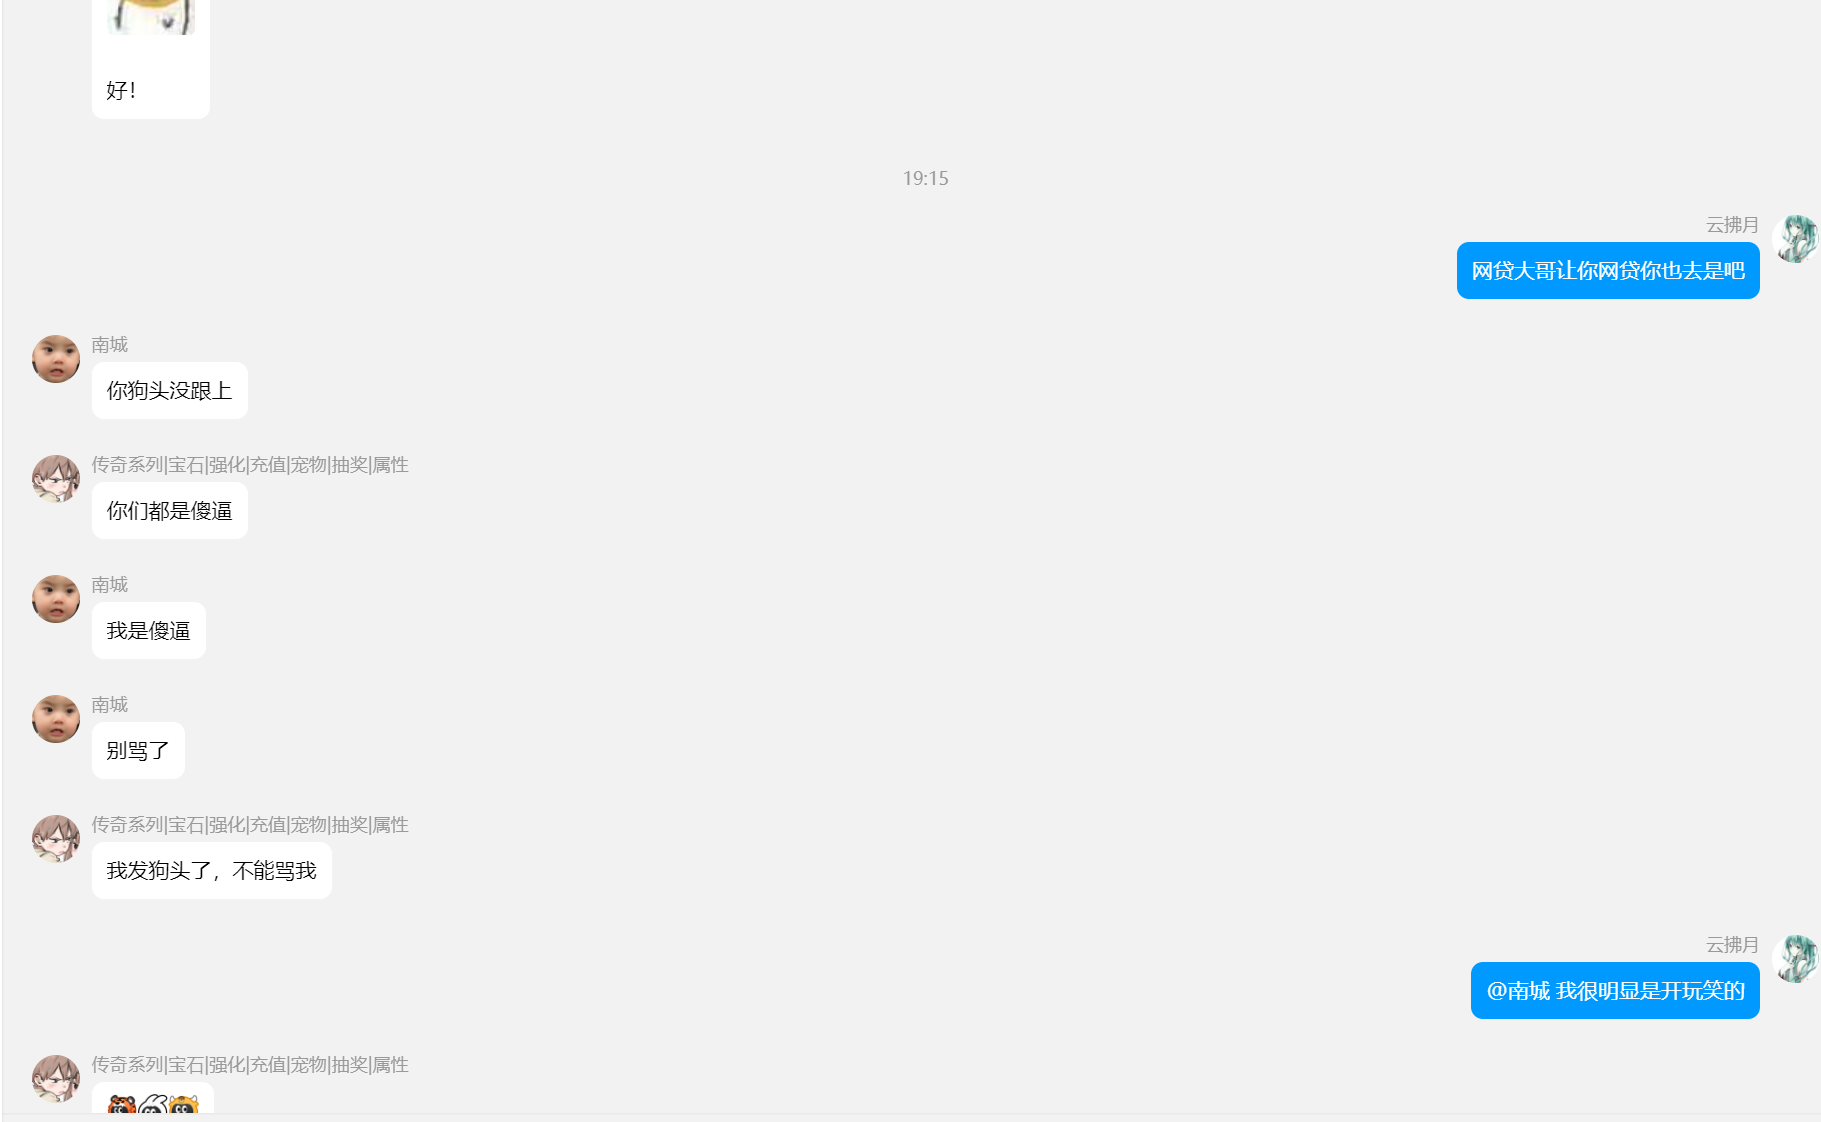 好！
19:15
云拂月
网贷大哥让你网贷你也去是吧
南城
你狗头没跟上
传奇系列|宝石|强化|充值|宠物|抽奖|属性
你们都是傻逼
南城
我是傻逼
南城
别骂了
传奇系列|宝石|强化|充值|宠物|抽奖|属性
我发狗头了，不能骂我
云拂月
@南城 我很明显是开玩笑的
传奇系列|宝石|强化|充值|宠物|抽奖|属性